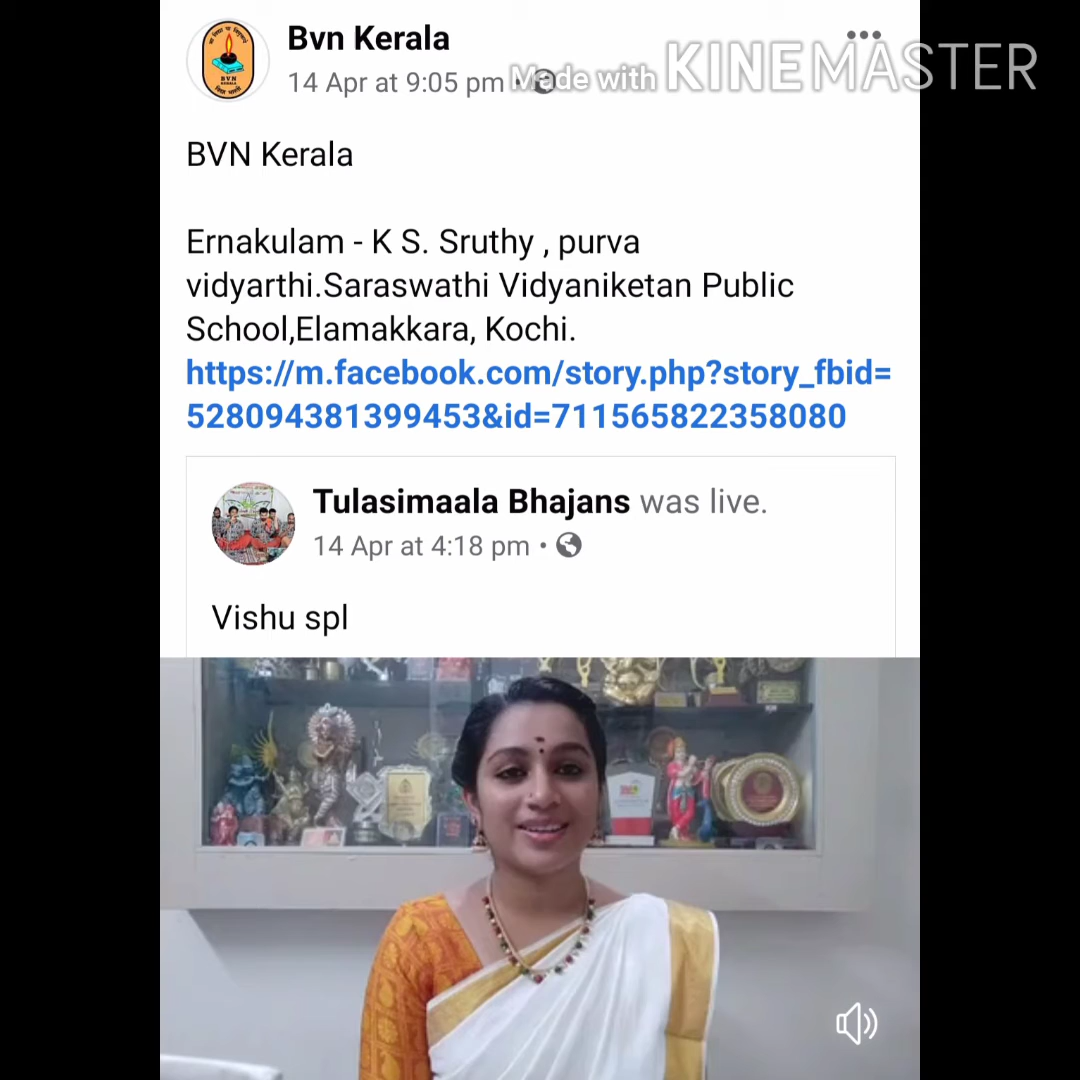 Bvn Kerala
14 Apr at 9:05 pm
Made with KINEMASTER
BVN Kerala
Ernakulam - K S. Sruthy , purva
vidyarthi.Saraswathi Vidyaniketan Public
School,Elamakkara, Kochi.
https://m.facebook.com/story.php?story_fbid=
528094381399453&id=711565822358080
Tulasimaala Bhajans was live.
14 Apr at 4:18 pm •
Vishu spl